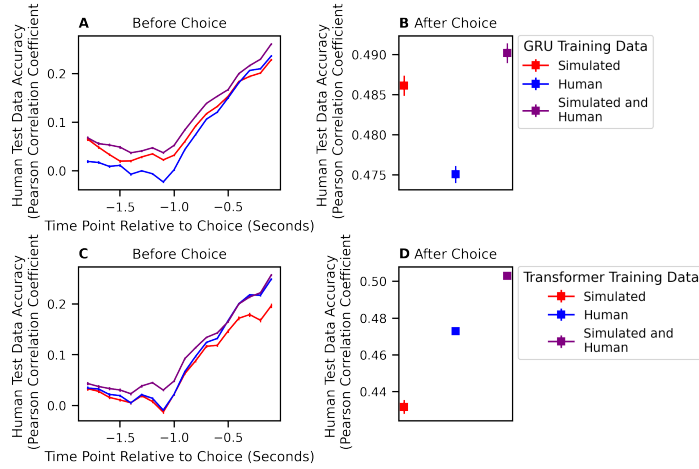 A
Before Choice
Human Test Data Accuracy
(Pearson Correlation Coefficient
0.2
0.1
0.0
−1.5
−1.0
−0.5
Time Point Relative to Choice (Seconds)
B
After Choice
Human Test Data Accuracy
(Pearson Correlation Coefficient
0.490
0.485
0.480
0.475
GRU Training Data
Simulated
Human
Simulated and
Human
C
Before Choice
Human Test Data Accuracy
(Pearson Correlation Coefficient
0.2
0.1
0.0
−1.5
−1.0
−0.5
Time Point Relative to Choice (Seconds)
D
After Choice
Human Test Data Accuracy
(Pearson Correlation Coefficient
0.50
0.48
0.46
0.44
Transformer Training Data
Simulated
Human
Simulated and
Human